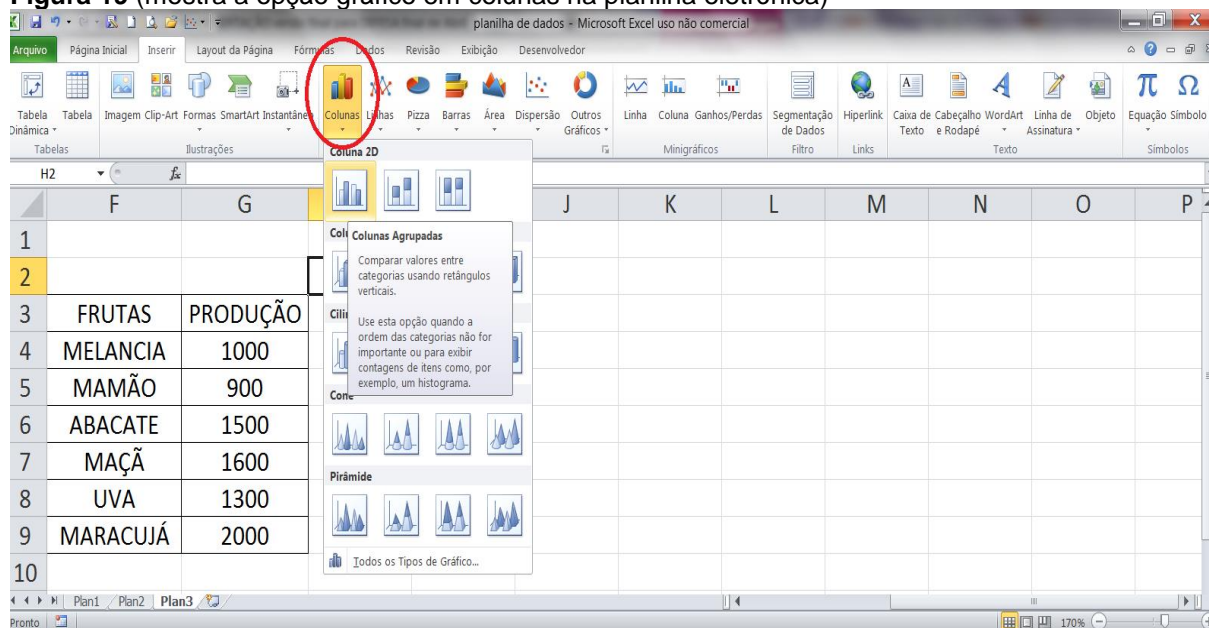 Figura 13 (mostra a opção gráfico em colunas na planilha eletrônica)
planilha de dados - Microsoft Excel uso não comercial
Arquivo Página Inicial Inserir Layout da Página Fórmulas Dados Revisão Exibição Desenvolvedor
Tabela Dinâmica Tabela Imagem Clip-Art Formas SmartArt Instantâneo Colunas Linhas Pizza Barras Área Dispersão Outros Gráficos Linha Coluna Ganhos/Perdas Segmentação de Dados Hiperlink Caixa de Texto Cabeçalho e Rodapé WordArt Linha de Assinatura Objeto Equação Símbolo
Tabelas Ilustrações Minigráficos Filtro Links Texto Símbolos
H2 fx
Coluna 2D
F G J K L M N O P
Colunas Agrupadas
Comparar valores entre
categorias usando retângulos
verticais.
Use esta opção quando a
ordem das categorias não for
importante ou para exibir
contagens de itens como, por
exemplo, um histograma.
Cone
Pirâmide
Todos os Tipos de Gráfico...
1
2
3 FRUTAS PRODUÇÃO
4 MELANCIA 1000
5 MAMÃO 900
6 ABACATE 1500
7 MAÇÃ 1600
8 UVA 1300
9 MARACUJÁ 2000
10
Plan1 Plan2 Plan3
Pronto 170%